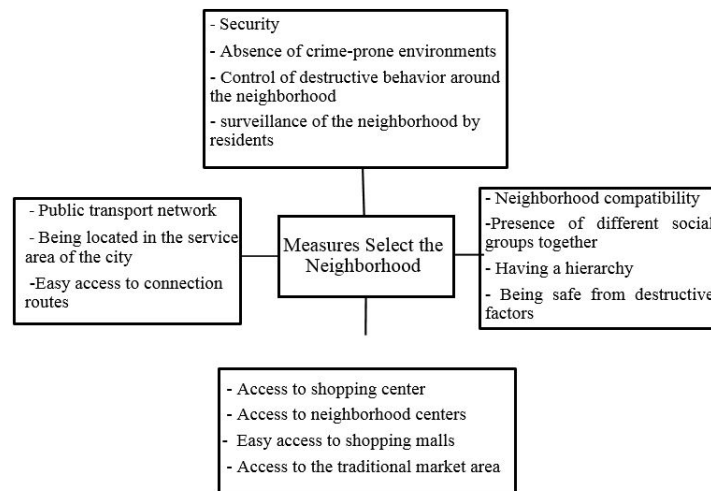 - Security
- Absence of crime-prone environments
- Control of destructive behavior around
the neighborhood
- surveillance of the neighborhood by
residents
- Public transport network
- Being located in the service
area of the city
-Easy access to connection
routes
Measures Select the
Neighborhood
- Neighborhood compatibility
-Presence of different social
groups together
- Having a hierarchy
- Being safe from destructive
factors
- Access to shopping center
- Access to neighborhood centers
- Easy access to shopping malls
- Access to the traditional market area